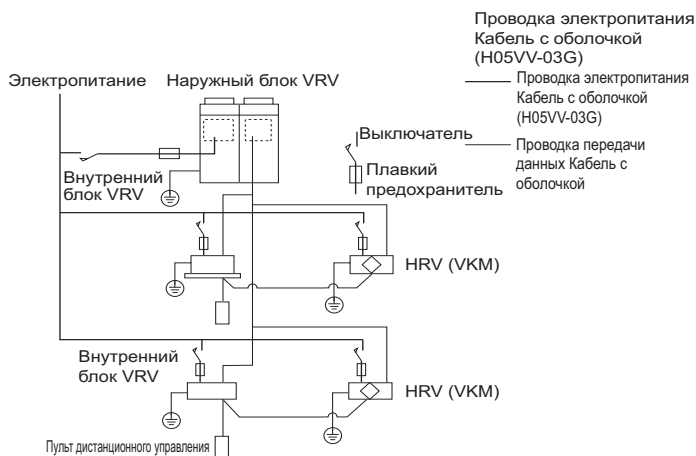 Проводка электропитания
Кабель с оболочкой
(H05VV-03G)
Электропитание
Наружный блок VRV
Проводка электропитания
Кабель с оболочкой
(H05VV-03G)
Выключатель
Проводка передачи
данных Кабель с
оболочкой
Плавкий
предохранитель
Внутренний
блок VRV
HRV (VKM)
Внутренний
блок VRV
HRV (VKM)
Пульт дистанционного управления